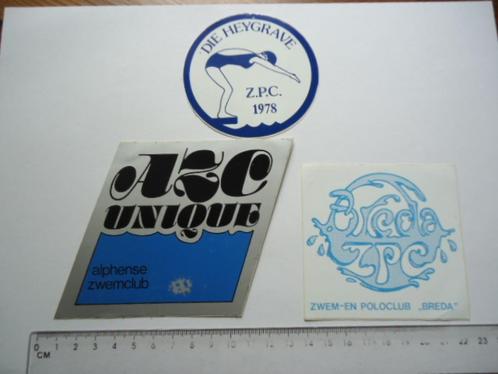 DIE HEYGRAVE
Z.P.C.
1978
AZC
UNIQUE
alphense
zwemclub
Breda
ZPC
ZWEM-EN POLOCLUB „BREDA"
0 1 2 3 4 5 6 7 8 9 10 11 12 13 14 15 16 17 18 19 20 21 22 23
CM